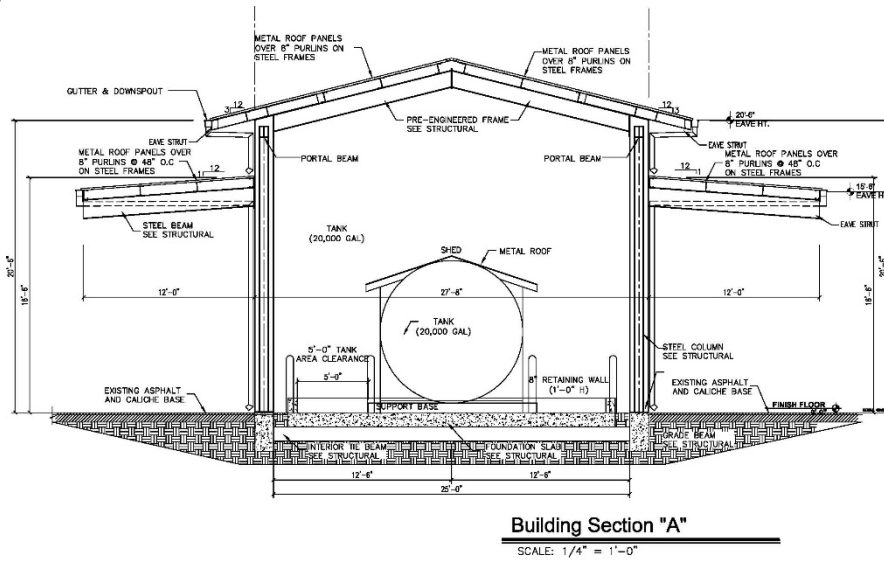 METAL ROOF PANELS
OVER 8" PURLINS ON
STEEL FRAMES
METAL ROOF PANELS
OVER 8" PURLINS ON
STEEL FRAMES
GUTTER & DOWNSPOUT
12
3
12
3
PRE-ENGINEERED FRAME
SEE STRUCTURAL
20'-6"
EAVE HT.
EAVE STRUT
METAL ROOF PANELS OVER
8" PURLINS @ 48" O.C
ON STEEL FRAMES
12
1
PORTAL BEAM
PORTAL BEAM
EAVE STRUT
METAL ROOF PANELS OVER
8" PURLINS @ 48" O.C
ON STEEL FRAMES
12
1
EAVE HT.
STEEL BEAM
SEE STRUCTURAL
EAVE STRUT
TANK
(20,000 GAL)
SHED
METAL ROOF
20'-6"
12'-0"
27'-8"
12'-0"
TANK
(20,000 GAL)
5'-0" TANK
AREA CLEARANCE
5'-0"
STEEL COLUMN
SEE STRUCTURAL
8" RETAINING WALL
(1'-0" H)
EXISTING ASPHALT
AND CALICHE BASE
EXISTING ASPHALT
AND CALICHE BASE
SUPPORT BASE
FINISH FLOOR
INTERIOR TIE BEAM
SEE STRUCTURAL
FOUNDATION SLAB
SEE STRUCTURAL
GRADE BEAM
SEE STRUCTURAL
12'-6"
12'-6"
25'-0"
Building Section "A"
SCALE: 1/4" = 1'-0"